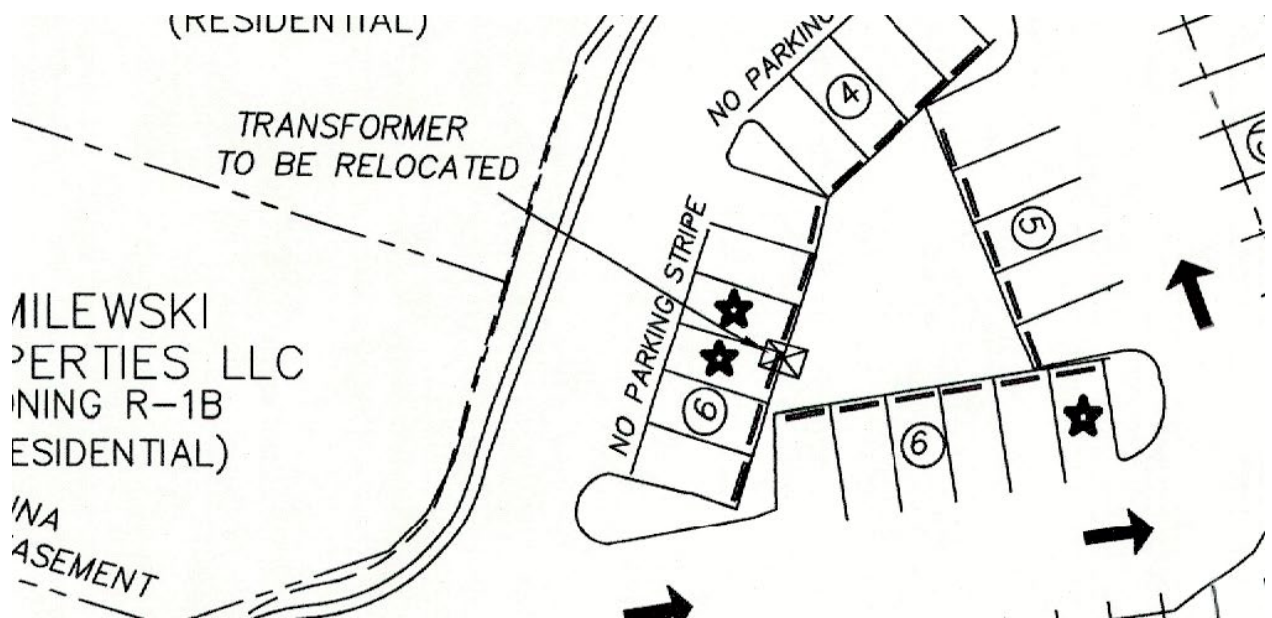 (RESIDENTIAL)
TRANSFORMER
TO BE RELOCATED
NO PARKING
4
NO PARKING STRIPE
5
6
6
MILEWSKI
PERTIES LLC
NING R-1B
ESIDENTIAL)
ASEMENT